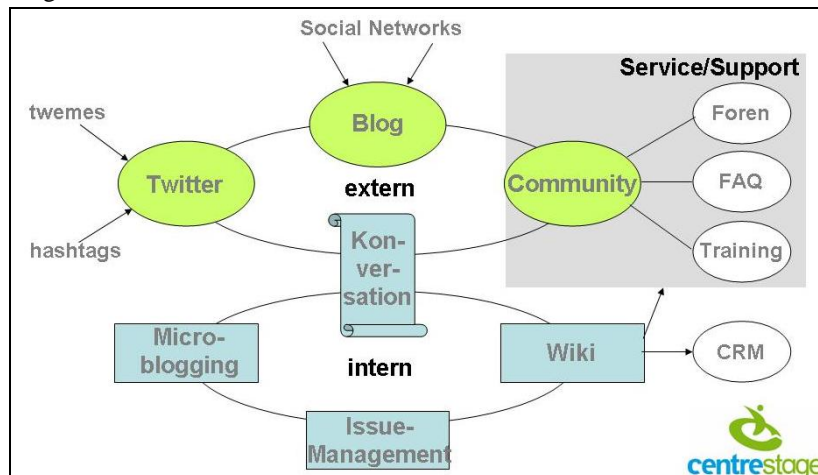 Social Networks
Service/Support
Foren
twemes
Blog
Twitter
extern
Community
FAQ
hashtags
Kon-
ver-
sation
Training
Micro-
blogging
intern
Wiki
CRM
Issue-
Management
centrestage